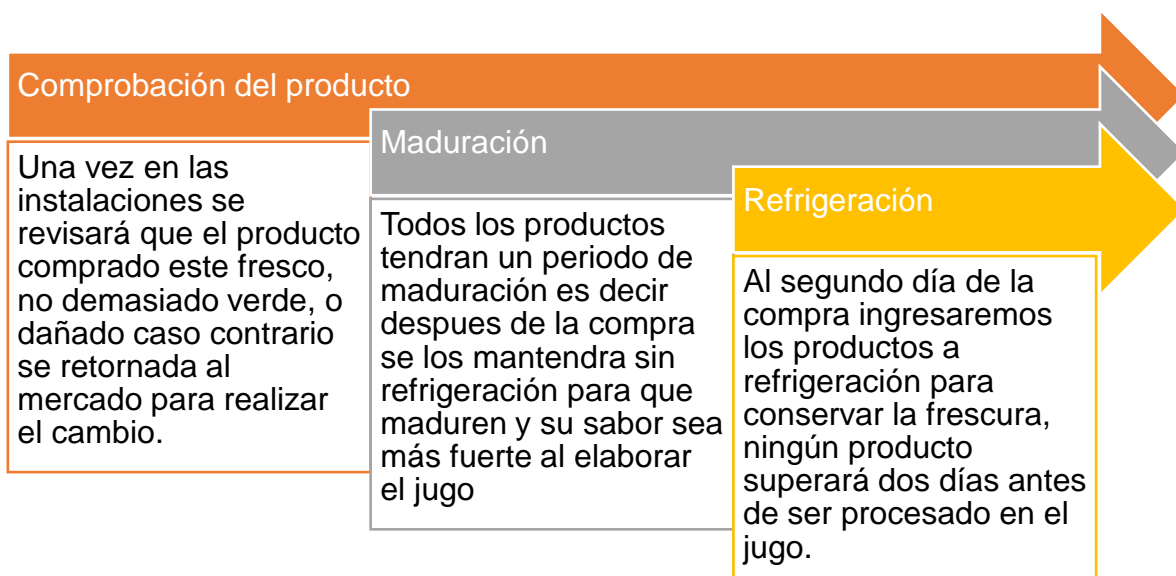 Comprobación del producto
Una vez en las
instalaciones se
revisará que el producto
comprado este fresco,
no demasiado verde, o
dañado caso contrario
se retornada al
mercado para realizar
el cambio.
Maduración
Todos los productos
tendran un periodo de
maduración es decir
despues de la compra
se los mantendra sin
refrigeración para que
maduren y su sabor sea
más fuerte al elaborar
el jugo
Refrigeración
Al segundo día de la
compra ingresaremos
los productos a
refrigeración para
conservar la frescura,
ningún producto
superará dos días antes
de ser procesado en el
jugo.